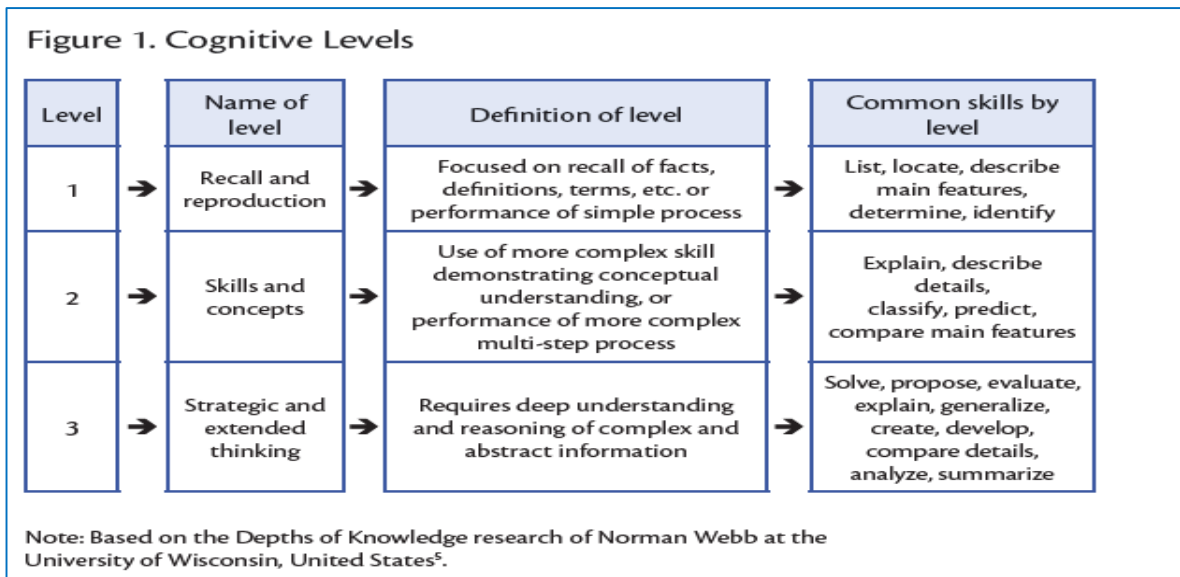 Figure 1. Cognitive Levels
Level
Name of
level
Definition of level
Common skills by
level
1
Recall and
reproduction
Focused on recall of facts,
definitions, terms, etc. or
performance of simple process
List, locate, describe
main features,
determine, identify
2
Skills and
concepts
Use of more complex skill
demonstrating conceptual
understanding, or
performance of more complex
multi-step process
Explain, describe
details,
classify, predict,
compare main features
3
Strategic and
extended
thinking
Requires deep understanding
and reasoning of complex and
abstract information
Solve, propose, evaluate,
explain, generalize,
create, develop,
compare details,
analyze, summarize
Note: Based on the Depths of Knowledge research of Norman Webb at the
University of Wisconsin, United States⁵.